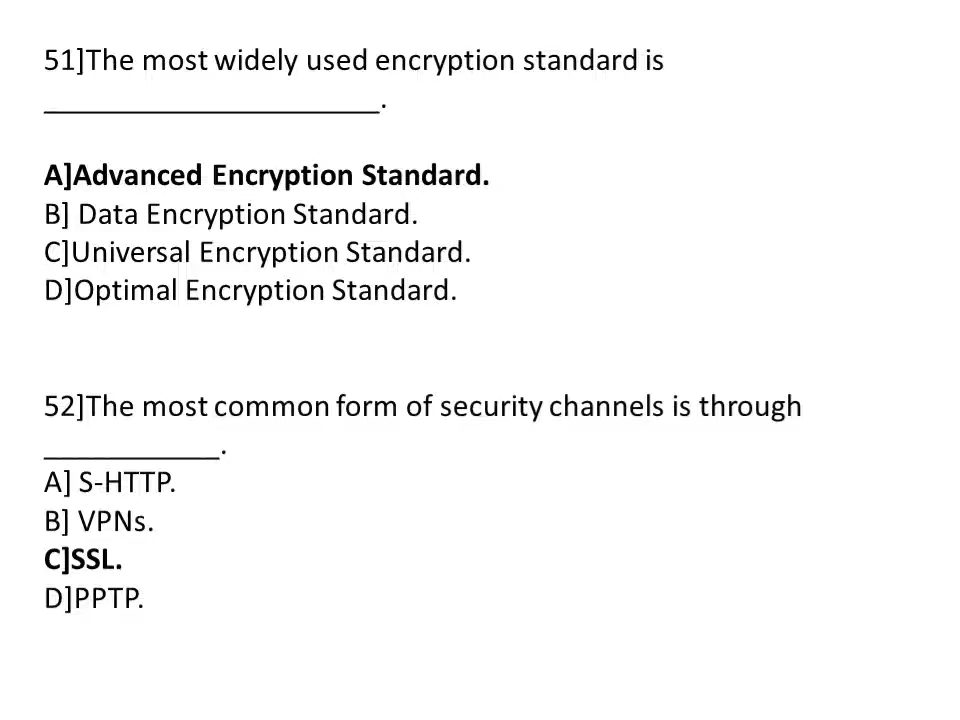 51]The most widely used encryption standard is
______________________.
A]Advanced Encryption Standard.
B] Data Encryption Standard.
C]Universal Encryption Standard.
D]Optimal Encryption Standard.
52]The most common form of security channels is through
___________.
A] S-HTTP.
B] VPNs.
C]SSL.
D]PPTP.